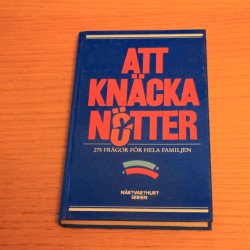 ATT
KNÄCKA
NÖTTER
275 FRÅGOR FÖR HELA FAMILJEN
NÄR?VAR?HUR?
SERIEN